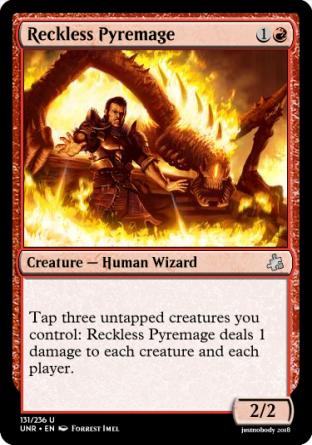 Reckless Pyremage 1
Creature — Human Wizard
Tap three untapped creatures you
control: Reckless Pyremage deals 1
damage to each creature and each
player.
2/2
131/236 U
UNR • EN Forrest Imel
justnobody 2018